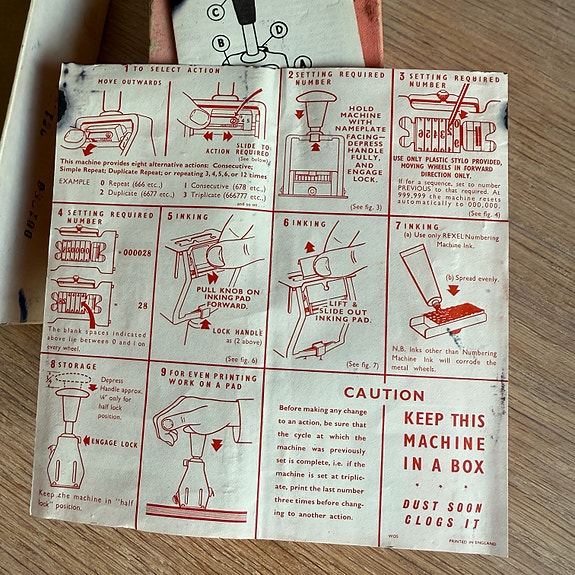 C
B
D
A
1 TO SELECT ACTION
MOVE OUTWARDS
SLIDE TO
ACTION REQUIRED
(See below)
This machine provides eight alternative actions: Consecutive;
Simple Repeat; Duplicate Repeat; or repeating 3, 4, 5, 6, or 12 times
EXAMPLE 0 Repeat (666 etc.) 1 Consecutive (678 etc.)
2 Duplicate (6677 etc.) 3 Triplicate (666777 etc.)
and so on
2 SETTING REQUIRED
NUMBER
HOLD
MACHINE
WITH
NAMEPLATE
FACING—
DEPRESS
HANDLE
FULLY,
AND
ENGAGE
LOCK.
(See fig. 3)
3 SETTING REQUIRED
NUMBER
USE ONLY PLASTIC STYLO PROVIDED,
MOVING WHEELS IN FORWARD
DIRECTION ONLY.
If for a sequence, set to number
PREVIOUS to that required. At
999,999 the machine resets
automatically to 000,000.
(See fig. 4)
4 SETTING REQUIRED
NUMBER
=000028
= 28
The blank spaces indicated
above lie between 0 and 1 on
every wheel.
5 INKING
PULL KNOB ON
INKING PAD
FORWARD.
LOCK HANDLE
as (2 above)
(See fig. 6)
6 INKING
LIFT &
SLIDE OUT
INKING PAD.
(See fig. 7)
7 INKING
(a) Use only REXEL Numbering
Machine Ink.
(b) Spread evenly.
N.B. Inks other than Numbering
Machine Ink will corrode the
metal wheels.
8 STORAGE
¼"
Depress
Handle approx.
¼" only for
half lock
position.
ENGAGE LOCK
Keep the machine in "half
lock" position.
9 FOR EVEN PRINTING
WORK ON A PAD
CAUTION
Before making any change
to an action, be sure that
the cycle at which the
machine was previously
set is complete, i.e. if the
machine is set at triplic-
ate, print the last number
three times before chang-
ing to another action.
KEEP THIS
MACHINE
IN A BOX
* * *
DUST SOON
CLOGS IT
PRINTED IN ENGLAND